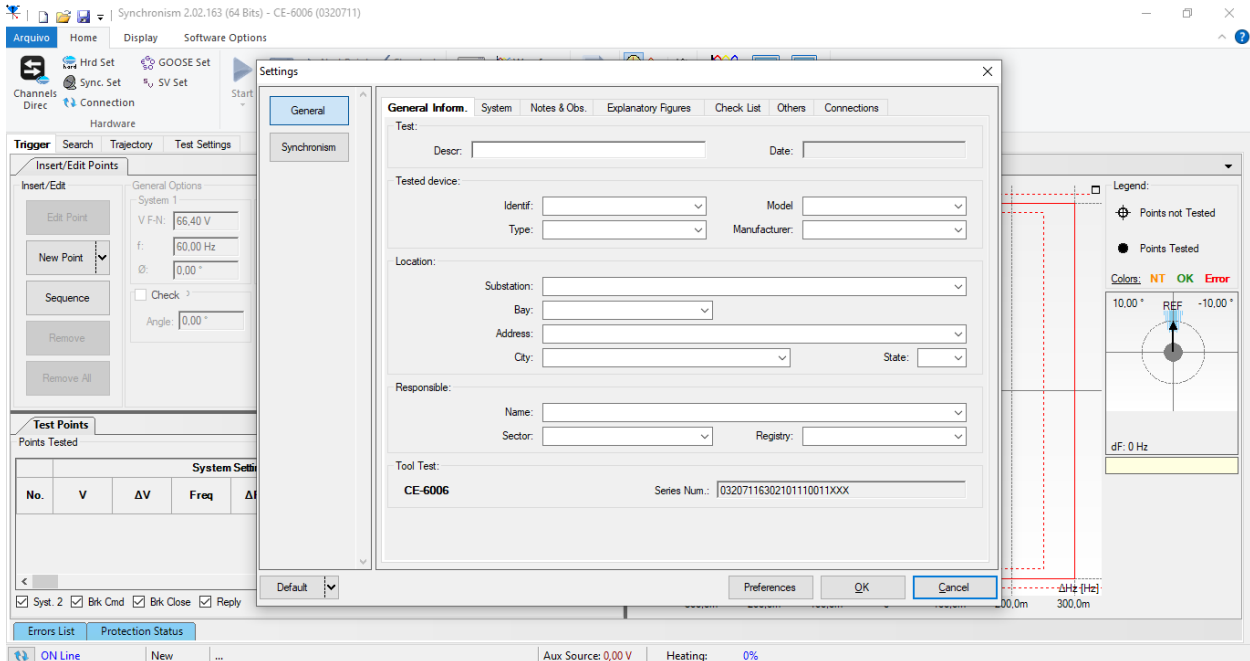 Synchronism 2.02.163 (64 Bits) - CE-6006 (0320711)
Arquivo Home Display Software Options
Channels Direc
Hrd Set
GOOSE Set
Sync. Set
SV Set
Connection
Start
Hardware
Trigger Search Trajectory Test Settings
Insert/Edit Points
Insert/Edit
Edit Point
New Point
Sequence
Remove
Remove All
General Options
System 1
V F-N: 66,40 V
f: 60,00 Hz
Ø: 0,00 °
Check
Angle: 0,00 °
Test Points
Points Tested
System
No. V ΔV Freq
Syst. 2 Brk Cmd Brk Close Reply
Errors List Protection Status
ON Line New ... Aux Source: 0,00 V Heating: 0%
Settings
General
Synchronism
General Inform. System Notes & Obs. Explanatory Figures Check List Others Connections
Test:
Descr: Date:
Tested device:
Identif: Model
Type: Manufacturer:
Location:
Substation:
Bay:
Address:
City: State:
Responsible:
Name:
Sector: Registry:
Tool Test:
CE-6006 Series Num.: 03207116302101110011XXX
Default Preferences OK Cancel
Legend:
Points not Tested
Points Tested
Colors: NT OK Error
10,00 ° REF -10,00 °
dF: 0 Hz
ΔHz [Hz]
300,0m